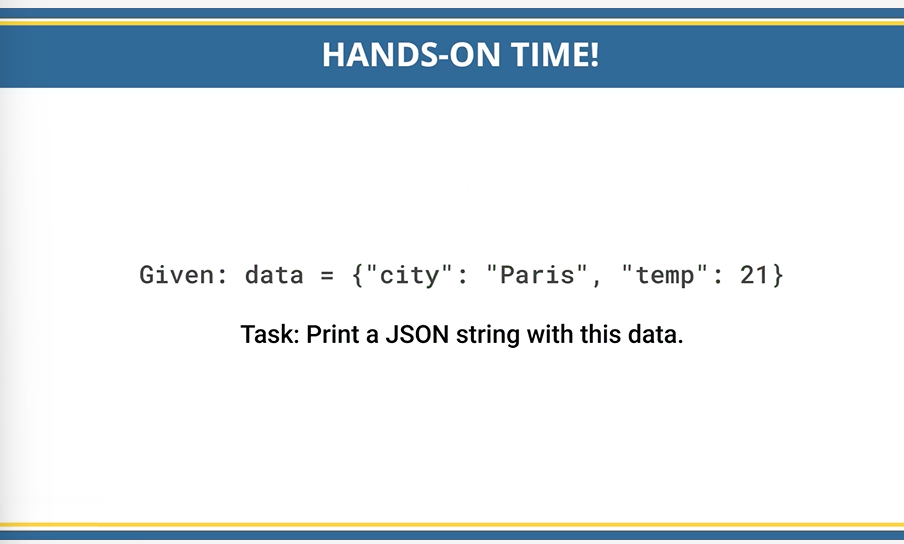 HANDS-ON TIME!
Given: data = {"city": "Paris", "temp": 21}
Task: Print a JSON string with this data.